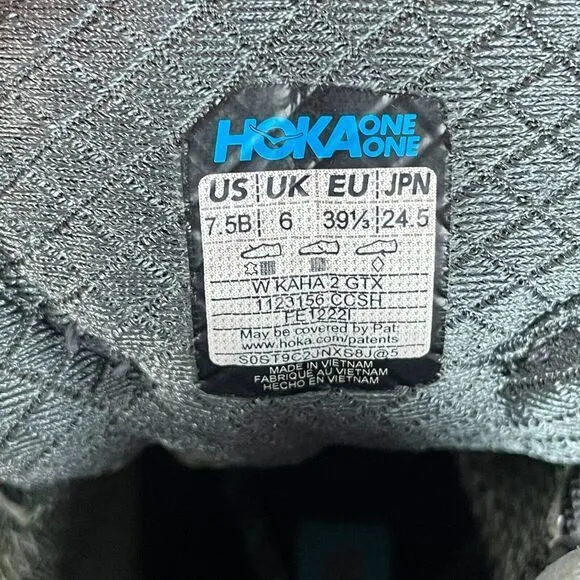 HOKA ONE ONE
US UK EU JPN
7.5B 6 39⅓ 24.5
W KAHA 2 GTX
1123156 CCSH
FE1222I
May be covered by Pat:
www.hoka.com/patents
S0GT9C2JNXG8J@5
MADE IN VIETNAM
FABRIQUE AU VIETNAM
HECHO EN VIETNAM